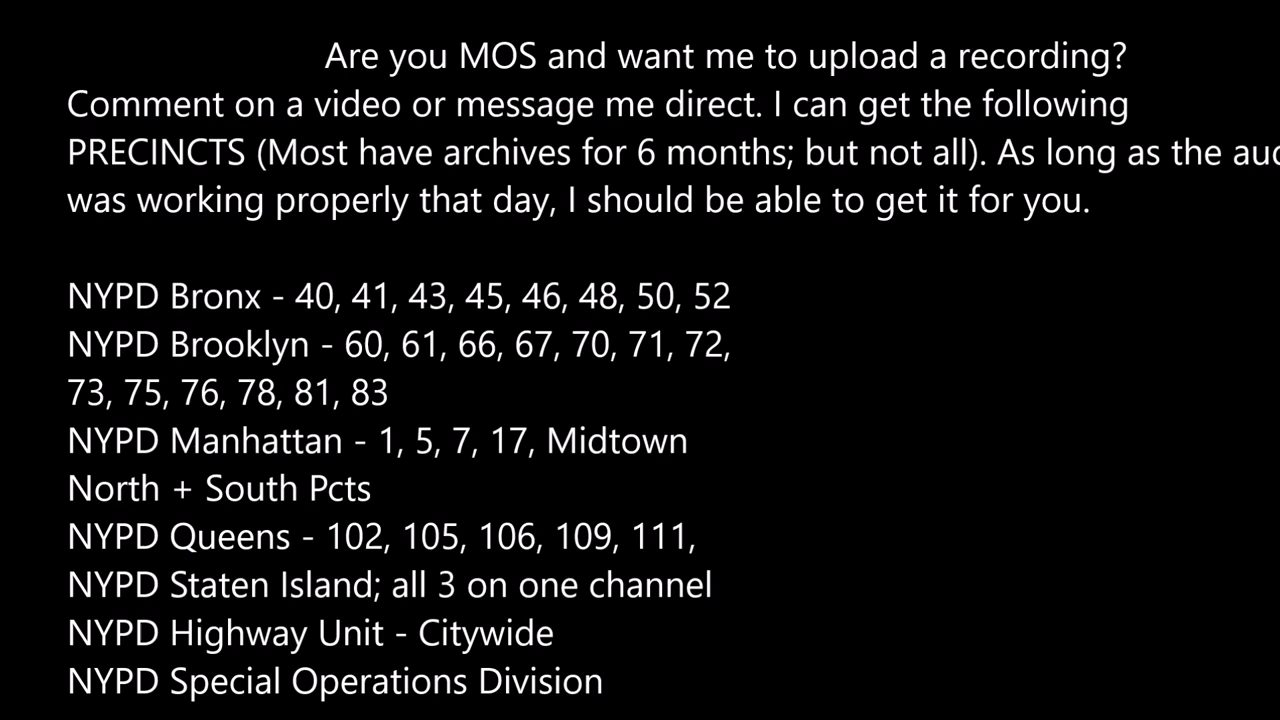 Are you MOS and want me to upload a recording?
Comment on a video or message me direct. I can get the following
PRECINCTS (Most have archives for 6 months; but not all). As long as the
was working properly that day, I should be able to get it for you.
NYPD Bronx - 40, 41, 43, 45, 46, 48, 50, 52
NYPD Brooklyn - 60, 61, 66, 67, 70, 71, 72,
73, 75, 76, 78, 81, 83
NYPD Manhattan - 1, 5, 7, 17, Midtown
North + South Pcts
NYPD Queens - 102, 105, 106, 109, 111,
NYPD Staten Island; all 3 on one channel
NYPD Highway Unit - Citywide
NYPD Special Operations Division